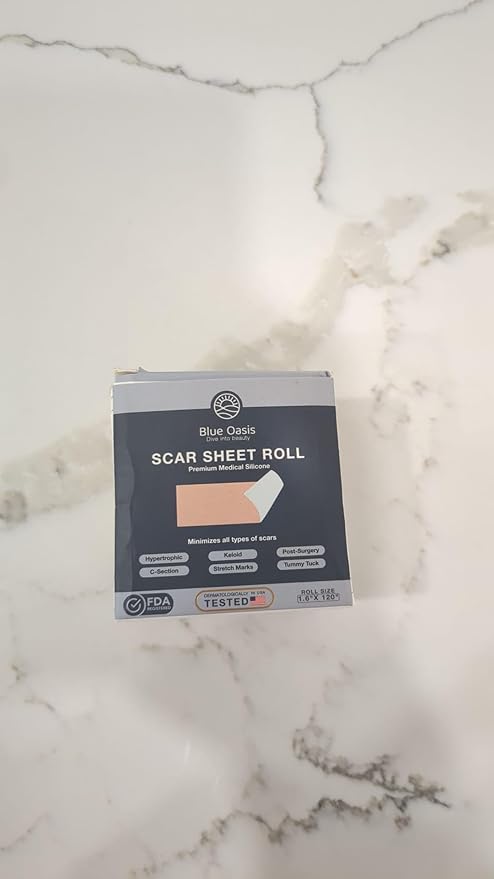 Blue Oasis
Dive into beauty
SCAR SHEET ROLL
Premium Medical Silicone
Minimizes all types of scars
Hypertrophic Keloid Post-Surgery
C-Section Stretch Marks Tummy Tuck
FDA
REGISTERED
DERMATOLOGICALLY IN USA
TESTED
ROLL SIZE
1.6" X 120"